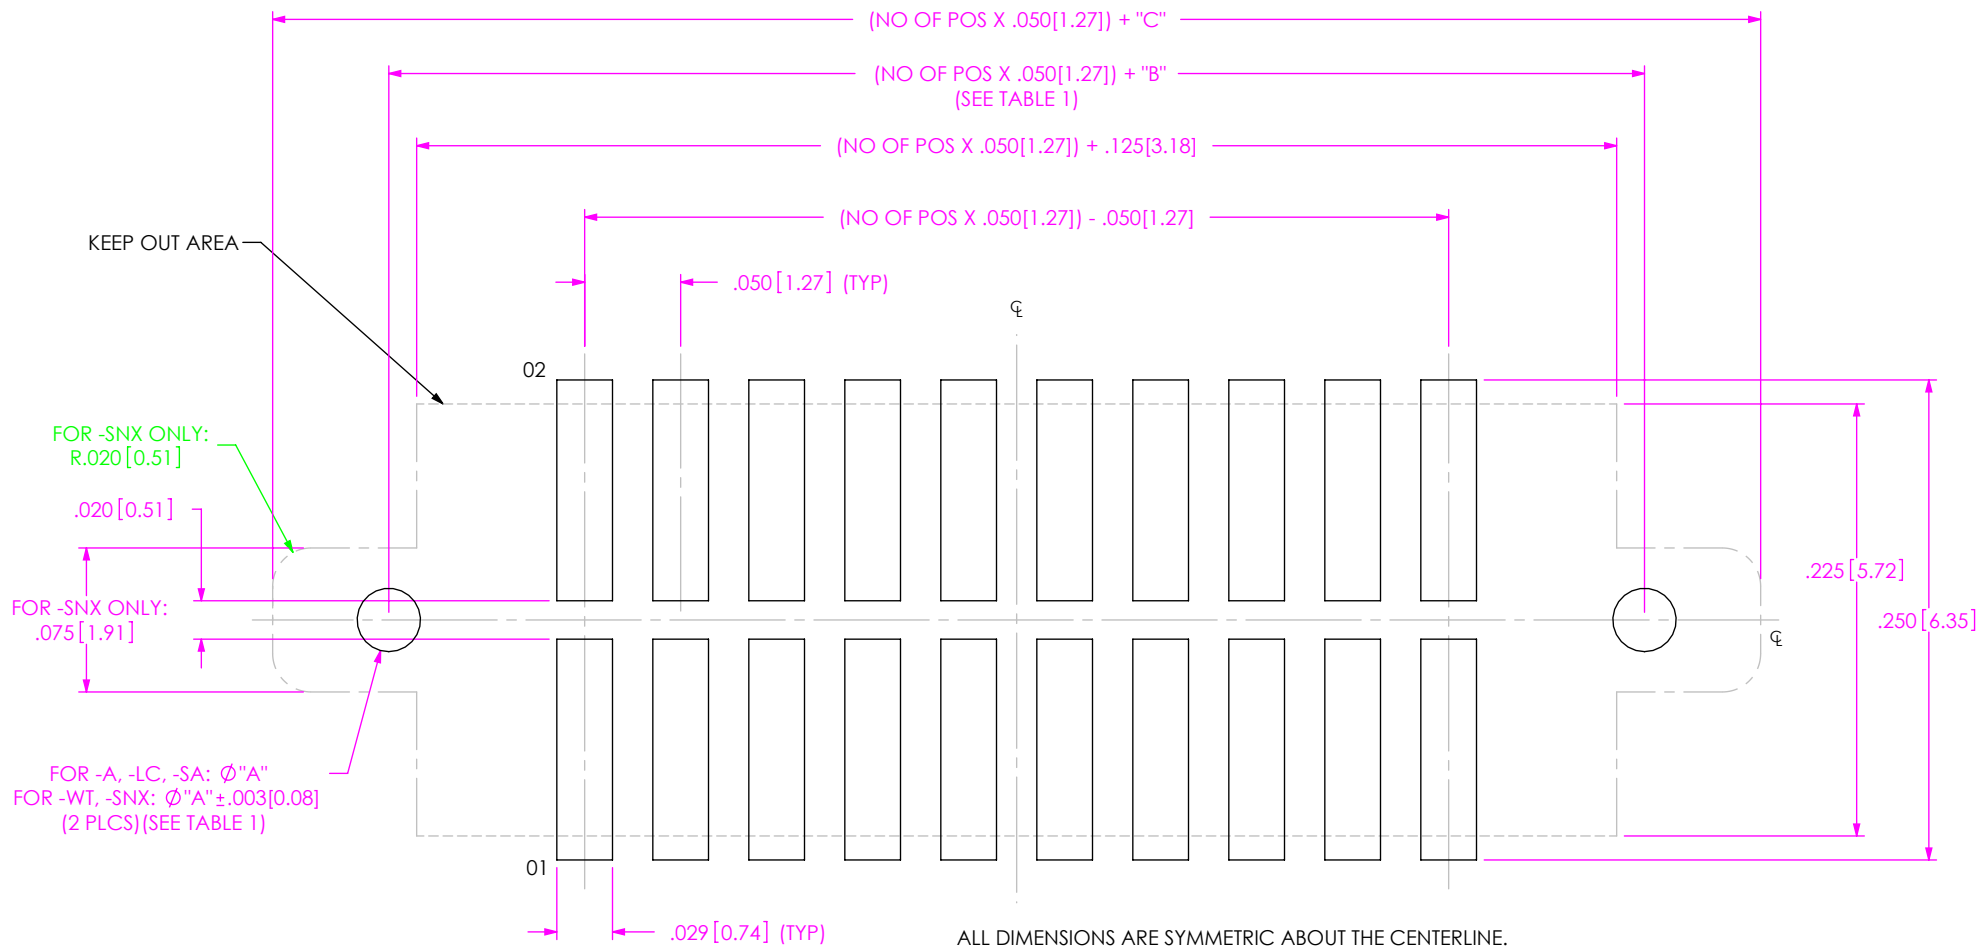 (NO OF POS X .050[1.27]) + "C"
(NO OF POS X .050[1.27]) + "B"
(SEE TABLE 1)
(NO OF POS X .050[1.27]) + .125[3.18]
(NO OF POS X .050[1.27]) - .050[1.27]
KEEP OUT AREA
.050[1.27] (TYP)
℄
02
FOR -SNX ONLY:
R.020[0.51]
.020[0.51]
.225[5.72]
FOR -SNX ONLY:
.075[1.91]
.250[6.35]
℄
FOR -A, -LC, -SA: Ø"A"
FOR -WT, -SNX: Ø"A"±.003[0.08]
(2 PLCS)(SEE TABLE 1)
01
.029[0.74] (TYP)
ALL DIMENSIONS ARE SYMMETRIC ABOUT THE CENTERLINE.